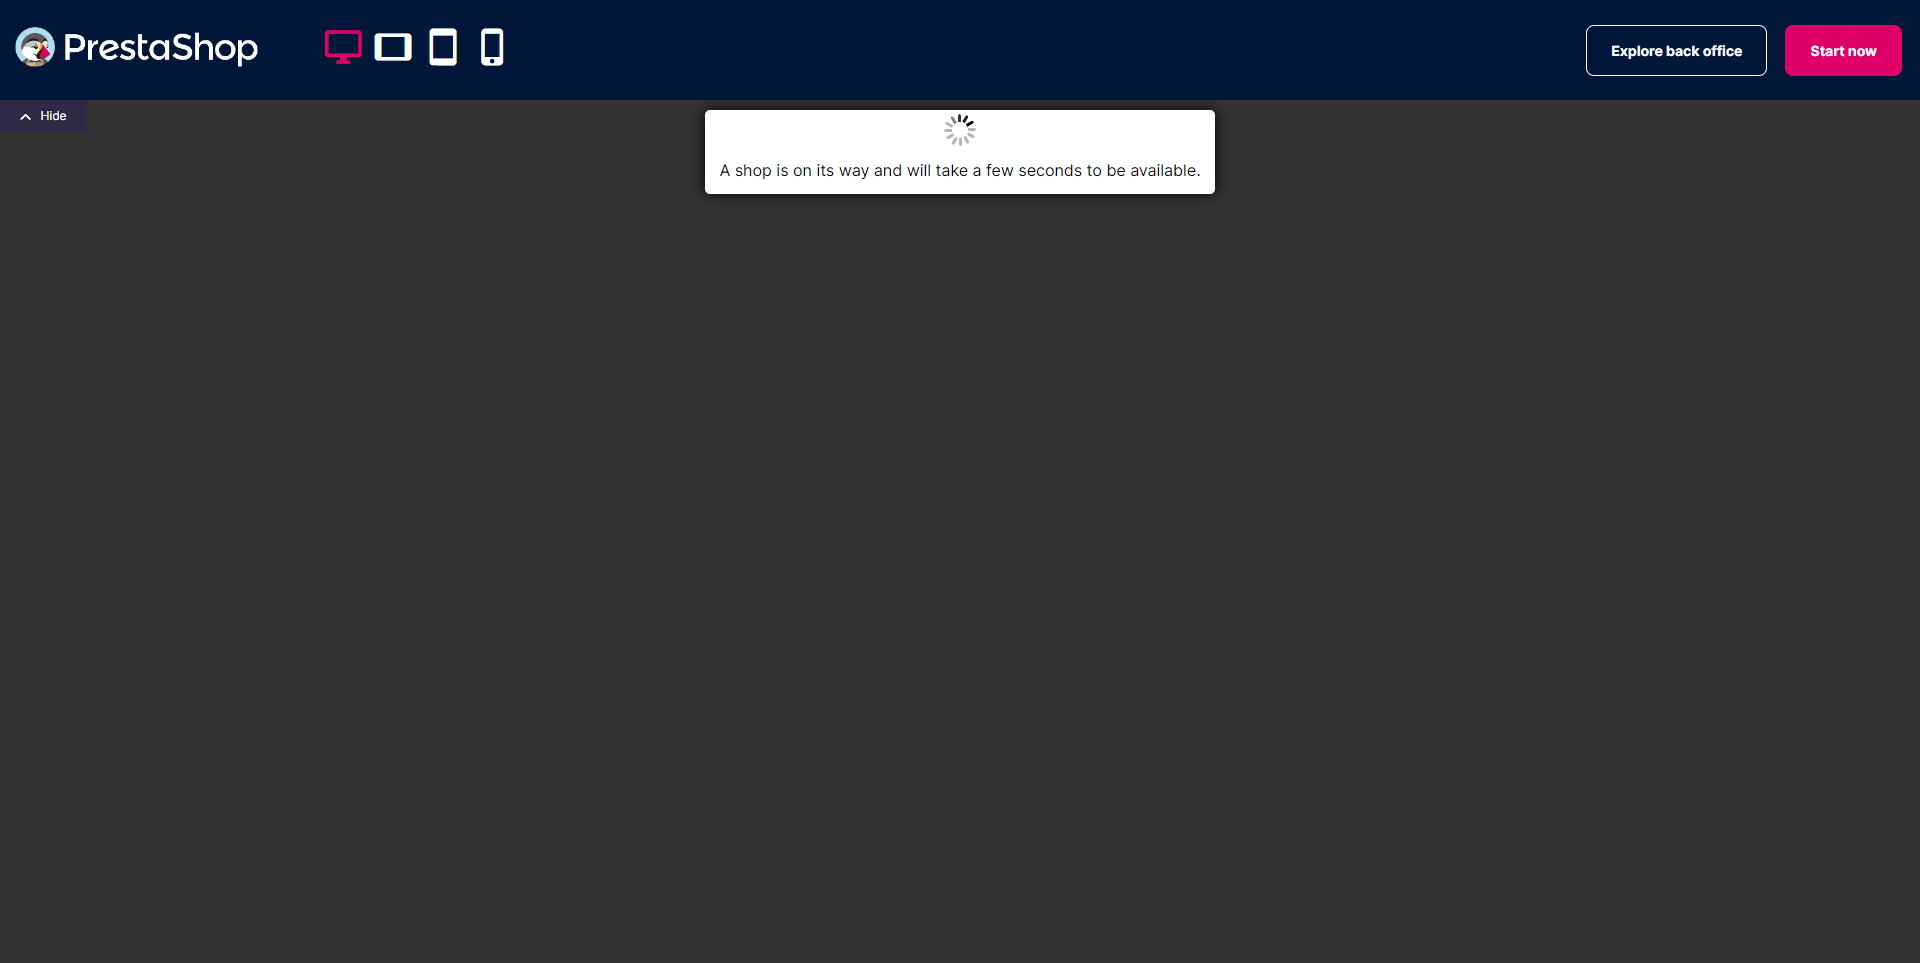 PrestaShop
Explore back office
Start now
Hide
A shop is on its way and will take a few seconds to be available.